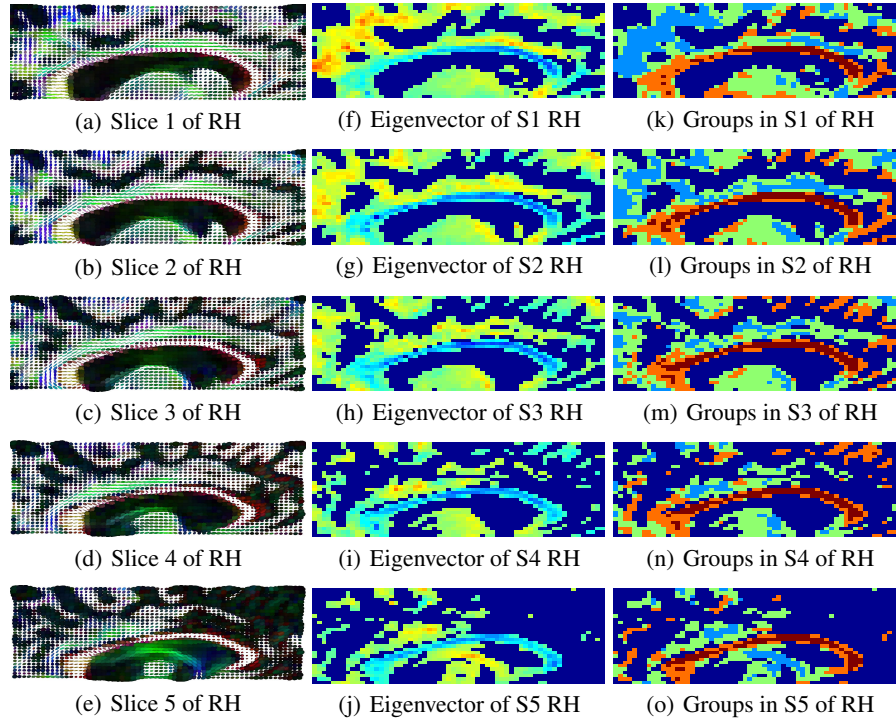 (a) Slice 1 of RH
(f) Eigenvector of S1 RH
(k) Groups in S1 of RH
(b) Slice 2 of RH
(g) Eigenvector of S2 RH
(l) Groups in S2 of RH
(c) Slice 3 of RH
(h) Eigenvector of S3 RH
(m) Groups in S3 of RH
(d) Slice 4 of RH
(i) Eigenvector of S4 RH
(n) Groups in S4 of RH
(e) Slice 5 of RH
(j) Eigenvector of S5 RH
(o) Groups in S5 of RH